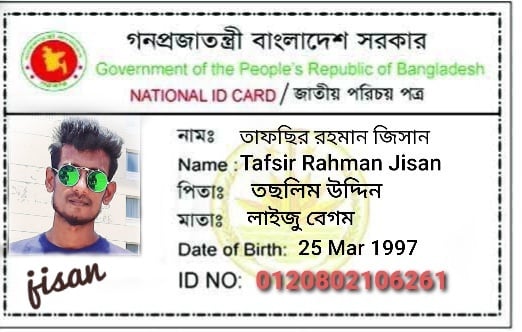 গনপ্রজাতন্ত্রী বাংলাদেশ সরকার
Government of the People's Republic of Bangladesh
NATIONAL ID CARD / জাতীয় পরিচয় পত্র
নামঃ তাফছির রহমান জিসান
Name : Tafsir Rahman Jisan
পিতাঃ তছলিম উদ্দিন
মাতাঃ লাইজু বেগম
Date of Birth: 25 Mar 1997
jisan
ID NO: 0120802106261